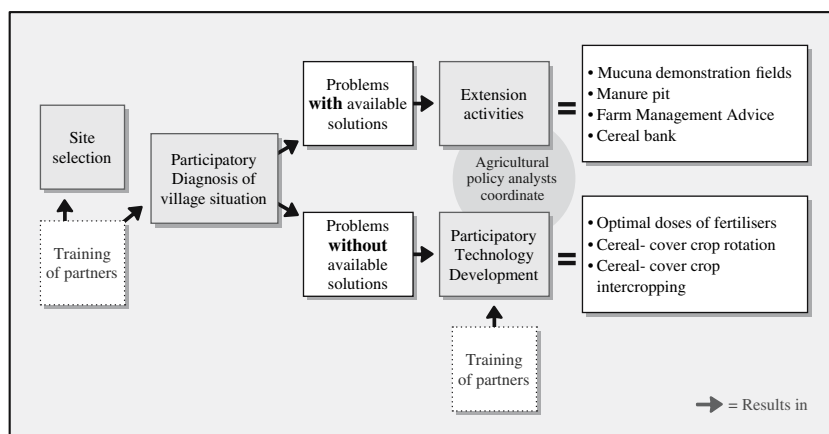 Site
selection
Training
of partners
Participatory
Diagnosis of
village situation
Problems
with available
solutions
Extension
activities
=
• Mucuna demonstration fields
• Manure pit
• Farm Management Advice
• Cereal bank
Agricultural
policy analysts
coordinate
Problems
without
available
solutions
Participatory
Technology
Development
=
• Optimal doses of fertilisers
• Cereal- cover crop rotation
• Cereal- cover crop
intercropping
Training
of partners
= Results in